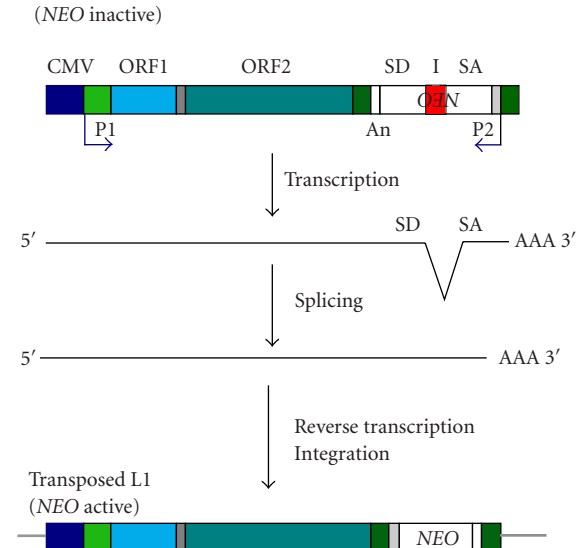 (NEO inactive)
CMV ORF1 ORF2 SD I SA
NEO
P1 An P2
Transcription
SD SA
5′ AAA 3′
Splicing
5′ AAA 3′
Reverse transcription
Integration
Transposed L1
(NEO active)
NEO